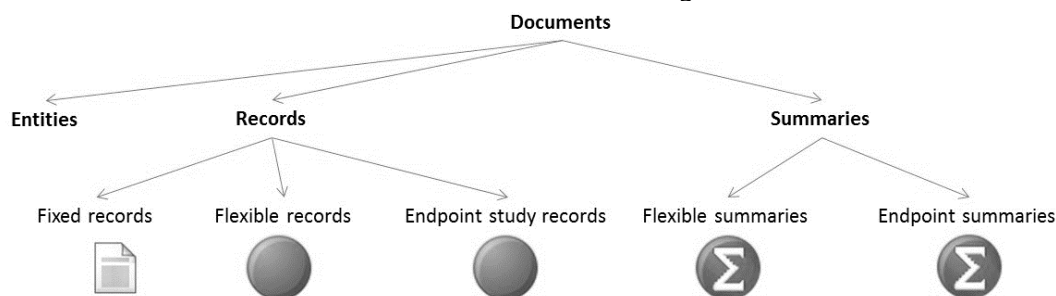 Documents
Entities
Records
Summaries
Fixed records
Flexible records
Endpoint study records
Flexible summaries
Endpoint summaries
Σ
Σ